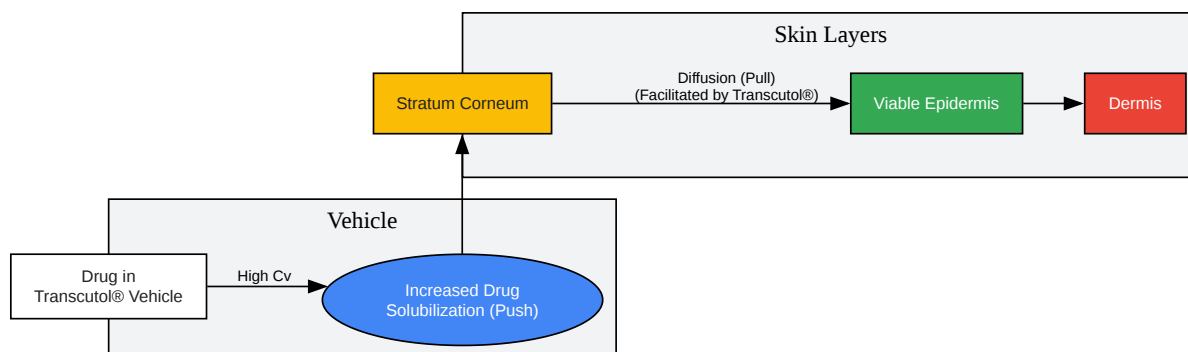 Skin Layers
Stratum Corneum
Diffusion (Pull)
(Facilitated by Transcutol®)
Viable Epidermis
Dermis
Vehicle
Drug in
Transcutol® Vehicle
High Cv
Increased Drug
Solubilization (Push)